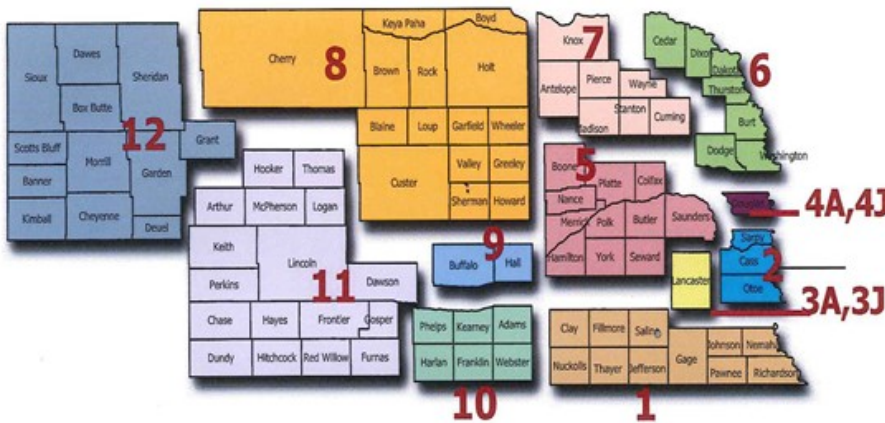 Sioux
Dawes
Sheridan
Box Butte
12
Scotts Bluff
Morrill
Grant
Banner
Garden
Kimball
Cheyenne
Deuel
Cherry
8
Keya Paha
Boyd
Brown
Rock
Holt
Blaine
Loup
Garfield
Wheeler
Custer
Valley
Greeley
Sherman
Howard
Knox
7
Antelope
Pierce
Wayne
Madison
Stanton
Cuming
Cedar
Dixon
Dakota
6
Thurston
Burt
Dodge
Washington
Boone
5
Platte
Colfax
Nance
Merrick
Polk
Butler
Saunders
Hamilton
York
Seward
Douglas
4A,4J
Sarpy
2
Cass
Otoe
3A,3J
Lancaster
Hooker
Thomas
Arthur
McPherson
Logan
Keith
Lincoln
Perkins
11
Dawson
Chase
Hayes
Frontier
Gosper
Dundy
Hitchcock
Red Willow
Furnas
9
Buffalo
Hall
Phelps
Kearney
Adams
Harlan
Franklin
Webster
10
Clay
Fillmore
Saline
Gage
Johnson
Nemaha
Nuckolls
Thayer
Jefferson
Pawnee
Richardson
1